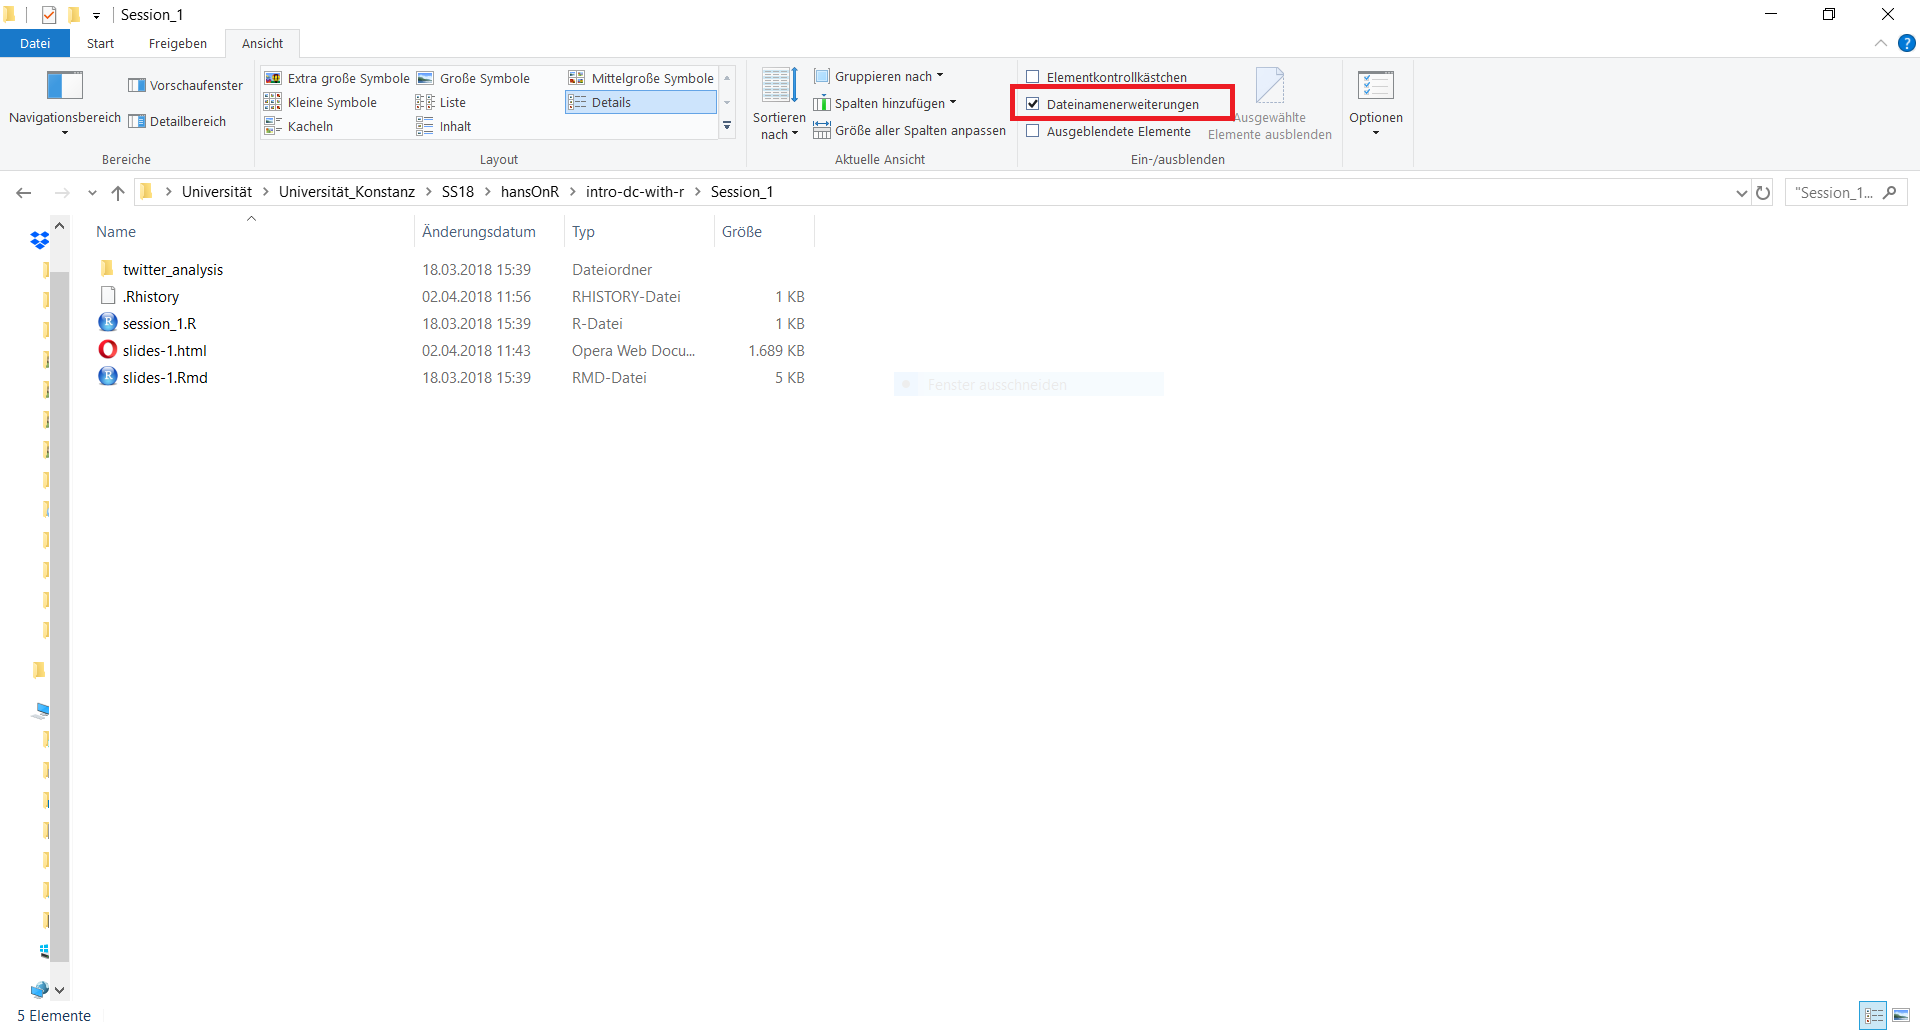 Session_1
Datei Start Freigeben Ansicht
Navigationsbereich
Vorschaufenster
Detailbereich
Bereiche
Extra große Symbole Große Symbole Mittelgroße Symbole
Kleine Symbole Liste Details
Kacheln Inhalt
Layout
Sortieren
nach
Gruppieren nach
Spalten hinzufügen
Größe aller Spalten anpassen
Aktuelle Ansicht
Elementkontrollkästchen
Dateinamenerweiterungen
Ausgeblendete Elemente
Ausgewählte
Elemente ausblenden
Ein-/ausblenden
Optionen
Universität Universität_Konstanz SS18 hansOnR intro-dc-with-r Session_1
"Session_1...
Name Änderungsdatum Typ Größe
twitter_analysis 18.03.2018 15:39 Dateiordner
.Rhistory 02.04.2018 11:56 RHISTORY-Datei 1 KB
session_1.R 18.03.2018 15:39 R-Datei 1 KB
slides-1.html 02.04.2018 11:43 Opera Web Docu... 1.689 KB
slides-1.Rmd 18.03.2018 15:39 RMD-Datei 5 KB
Fenster ausschneiden
5 Elemente